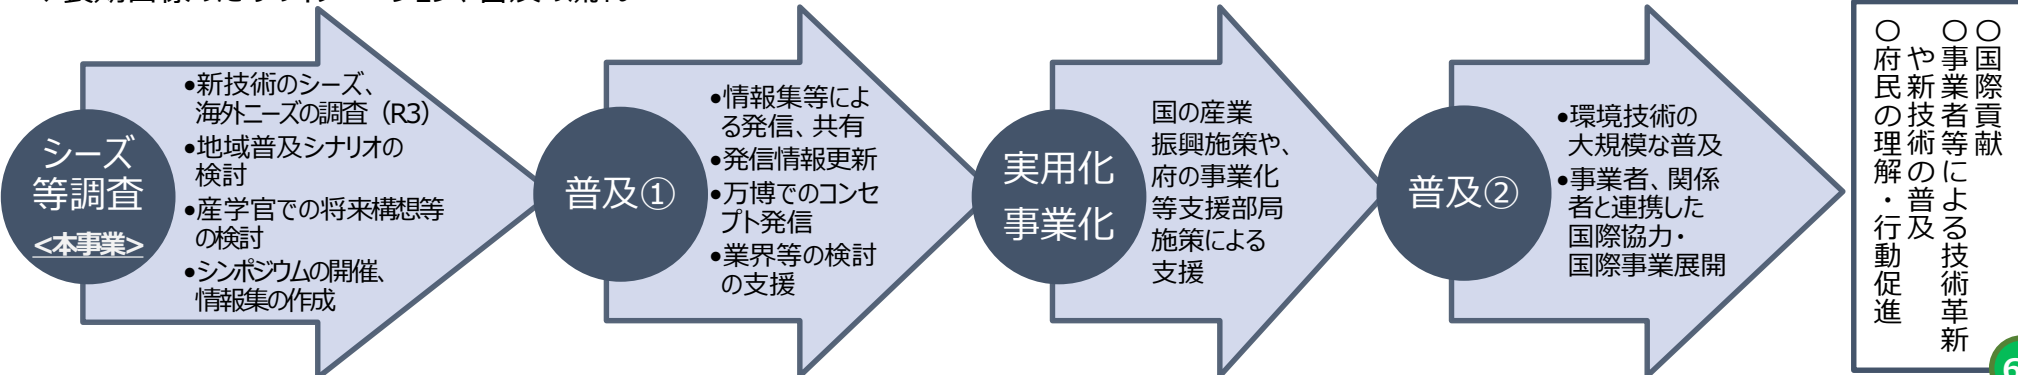 シーズ
等調査
<本事業>
•新技術のシーズ、
海外ニーズの調査（R3）
•地域普及シナリオの
検討
•産学官での将来構想等
の検討
•シンポジウムの開催、
情報集の作成
普及①
•情報集等によ
る発信、共有
•発信情報更新
•万博でのコンセ
プト発信
•業界等の検討
の支援
実用化
事業化
国の産業
振興施策や、
府の事業化
等支援部局
施策による
支援
普及②
•環境技術の
大規模な普及
•事業者、関係
者と連携した
国際協力・
国際事業展開
○国際貢献
○事業者等による技術革新
や新技術の普及
○府民の理解・行動促進
6